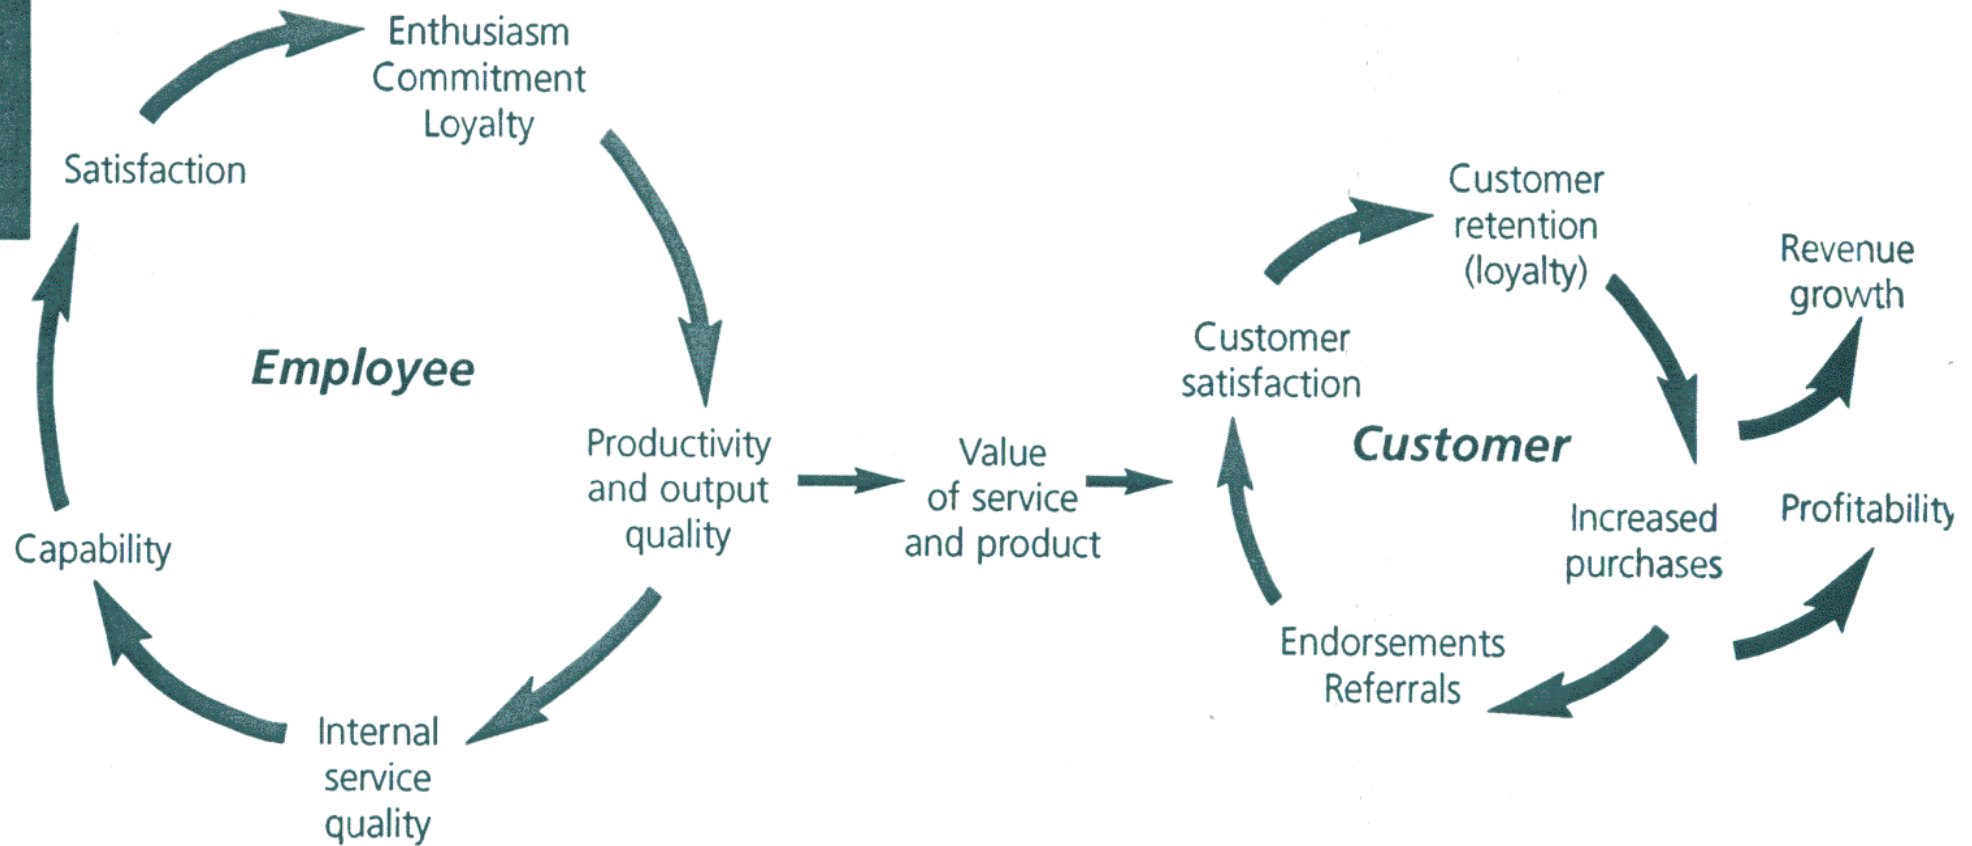 Enthusiasm
Commitment
Loyalty
Satisfaction
Employee
Productivity
and output
quality
Capability
Internal
service
quality
Value
of service
and product
Customer
retention
(loyalty)
Customer
satisfaction
Customer
Increased
purchases
Endorsements
Referrals
Revenue
growth
Profitability